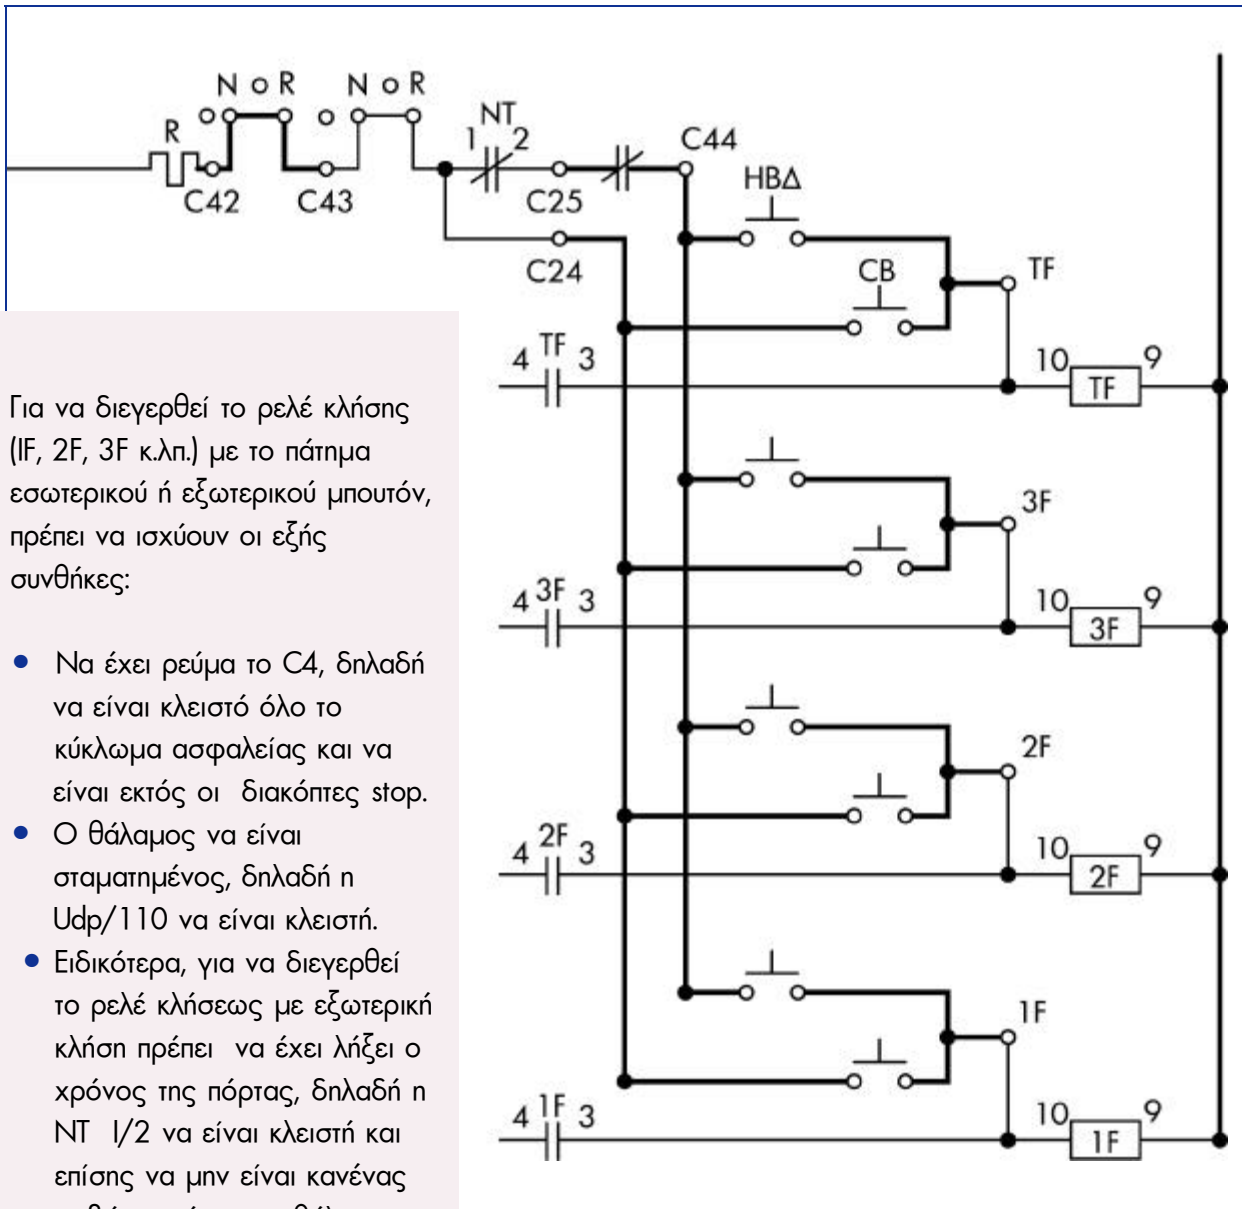 N R N R
R
NT
1 2
C44
C42 C43 C25
HBΔ
C24
CB
TF
4 TF 3
10 TF 9
3F
4 3F 3
10 3F 9
2F
4 2F 3
10 2F 9
1F
4 1F 3
10 1F 9
Για να διεγερθεί το ρελέ κλήσης
(IF, 2F, 3F κ.λπ.) με το πάτημα
εσωτερικού ή εξωτερικού μπουτόν,
πρέπει να ισχύουν οι εξής
συνθήκες:
• Να έχει ρεύμα το C4, δηλαδή
να είναι κλειστό όλο το
κύκλωμα ασφαλείας και να
είναι εκτός οι διακόπτες stop.
• Ο θάλαμος να είναι
σταματημένος, δηλαδή η
Udp/110 να είναι κλειστή.
• Ειδικότερα, για να διεγερθεί
το ρελέ κλήσεως με εξωτερική
κλήση πρέπει να έχει λήξει ο
χρόνος της πόρτας, δηλαδή η
NT I/2 να είναι κλειστή και
επίσης να μην είναι κανένας